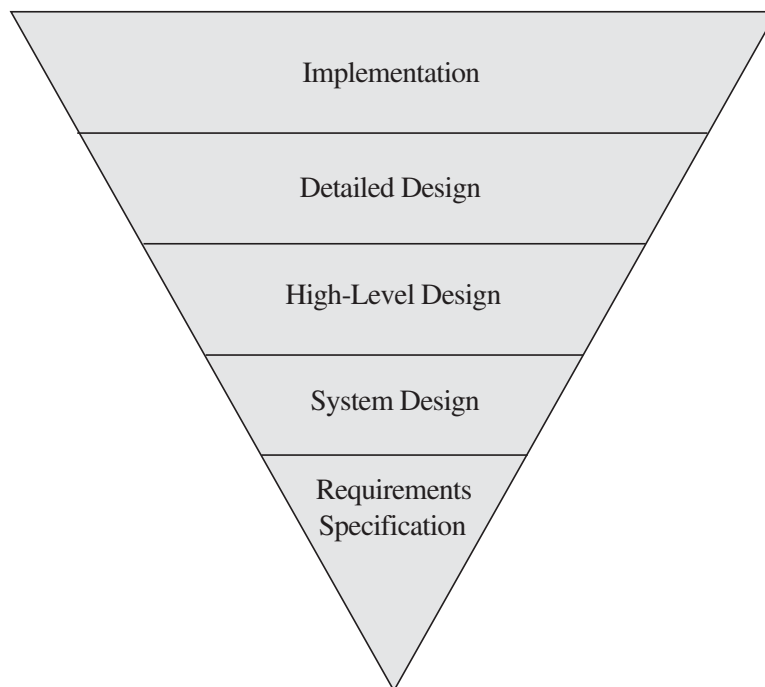 Implementation
Detailed Design
High-Level Design
System Design
Requirements
Specification